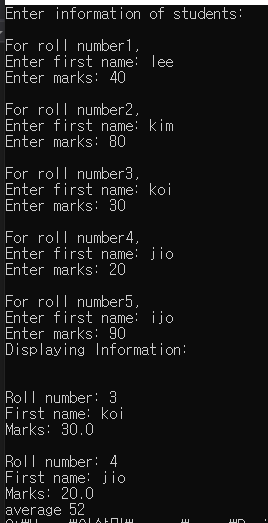 Enter information of students:
For roll number1,
Enter first name: lee
Enter marks: 40
For roll number2,
Enter first name: kim
Enter marks: 80
For roll number3,
Enter first name: koi
Enter marks: 30
For roll number4,
Enter first name: jio
Enter marks: 20
For roll number5,
Enter first name: ijo
Enter marks: 90
Displaying Information:
Roll number: 3
First name: koi
Marks: 30.0
Roll number: 4
First name: jio
Marks: 20.0
average 52